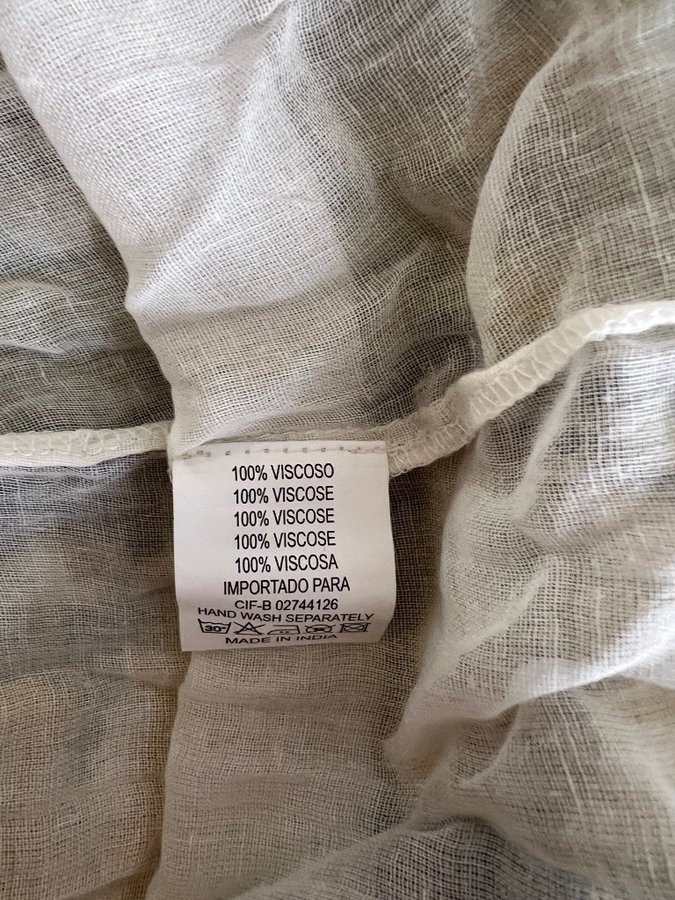 100% VISCOSO
100% VISCOSE
100% VISCOSE
100% VISCOSE
100% VISCOSA
IMPORTADO PARA
CIF-B 02744126
HAND WASH SEPARATELY
30°
MADE IN INDIA